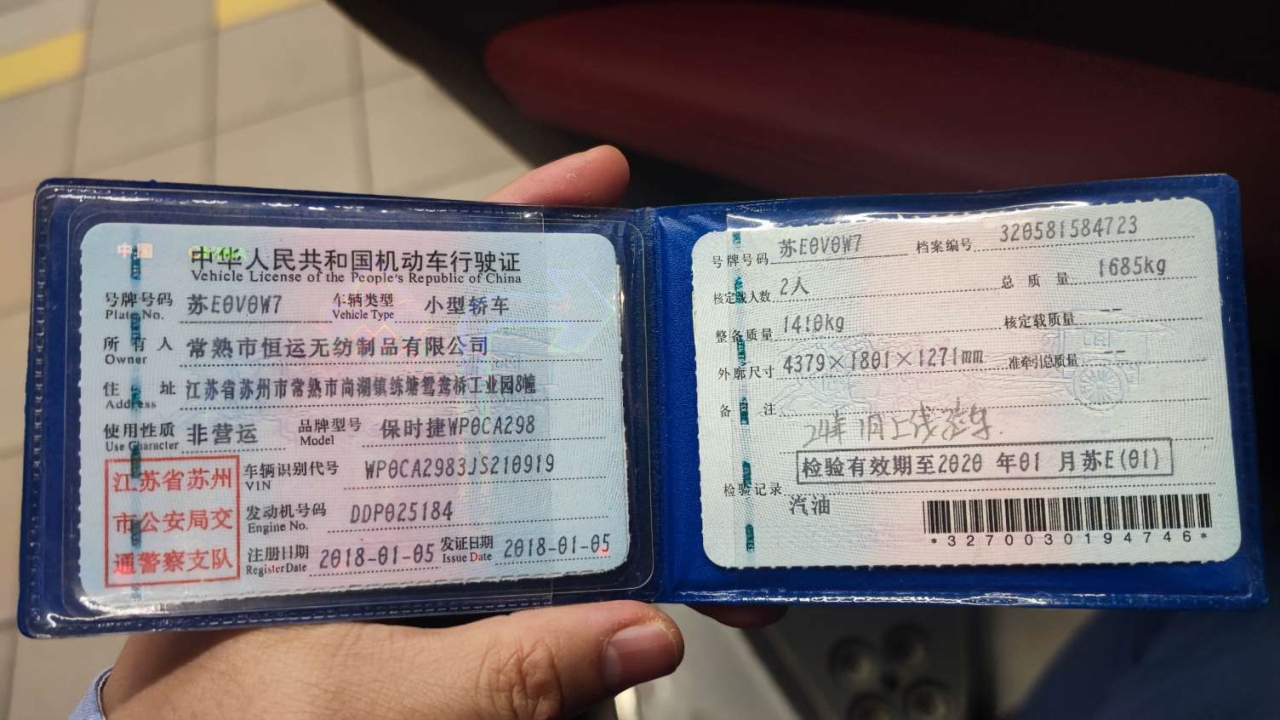 中国 CHINA
中华人民共和国机动车行驶证
Vehicle License of the People's Republic of China
号牌号码 苏E0V0W7 车辆类型 小型轿车
Plate No. Vehicle Type
所有人 常熟市恒运无纺制品有限公司
Owner
住址 江苏省苏州市常熟市尚湖镇练塘鸳鸯桥工业园8幢
Address
使用性质 非营运 品牌型号 保时捷WP0CA298
Use Character Model
江苏省苏州
市公安局交
通警察支队
车辆识别代号 WP0CA2983JS210919
VIN
发动机号码 DDP025184
Engine No.
注册日期 2018-01-05 发证日期 2018-01-05
Register Date Issue Date
号牌号码 苏E0V0W7 档案编号 320581584723
核定载人数 2人 总质量 1685kg
整备质量 1410kg 核定载质量 --
外廓尺寸 4379×1801×1271mm 准牵引总质量 --
备注
24年1月上线验车.
检验有效期至2020 年01 月苏E(01)
检验记录
汽油
*3270030194746*